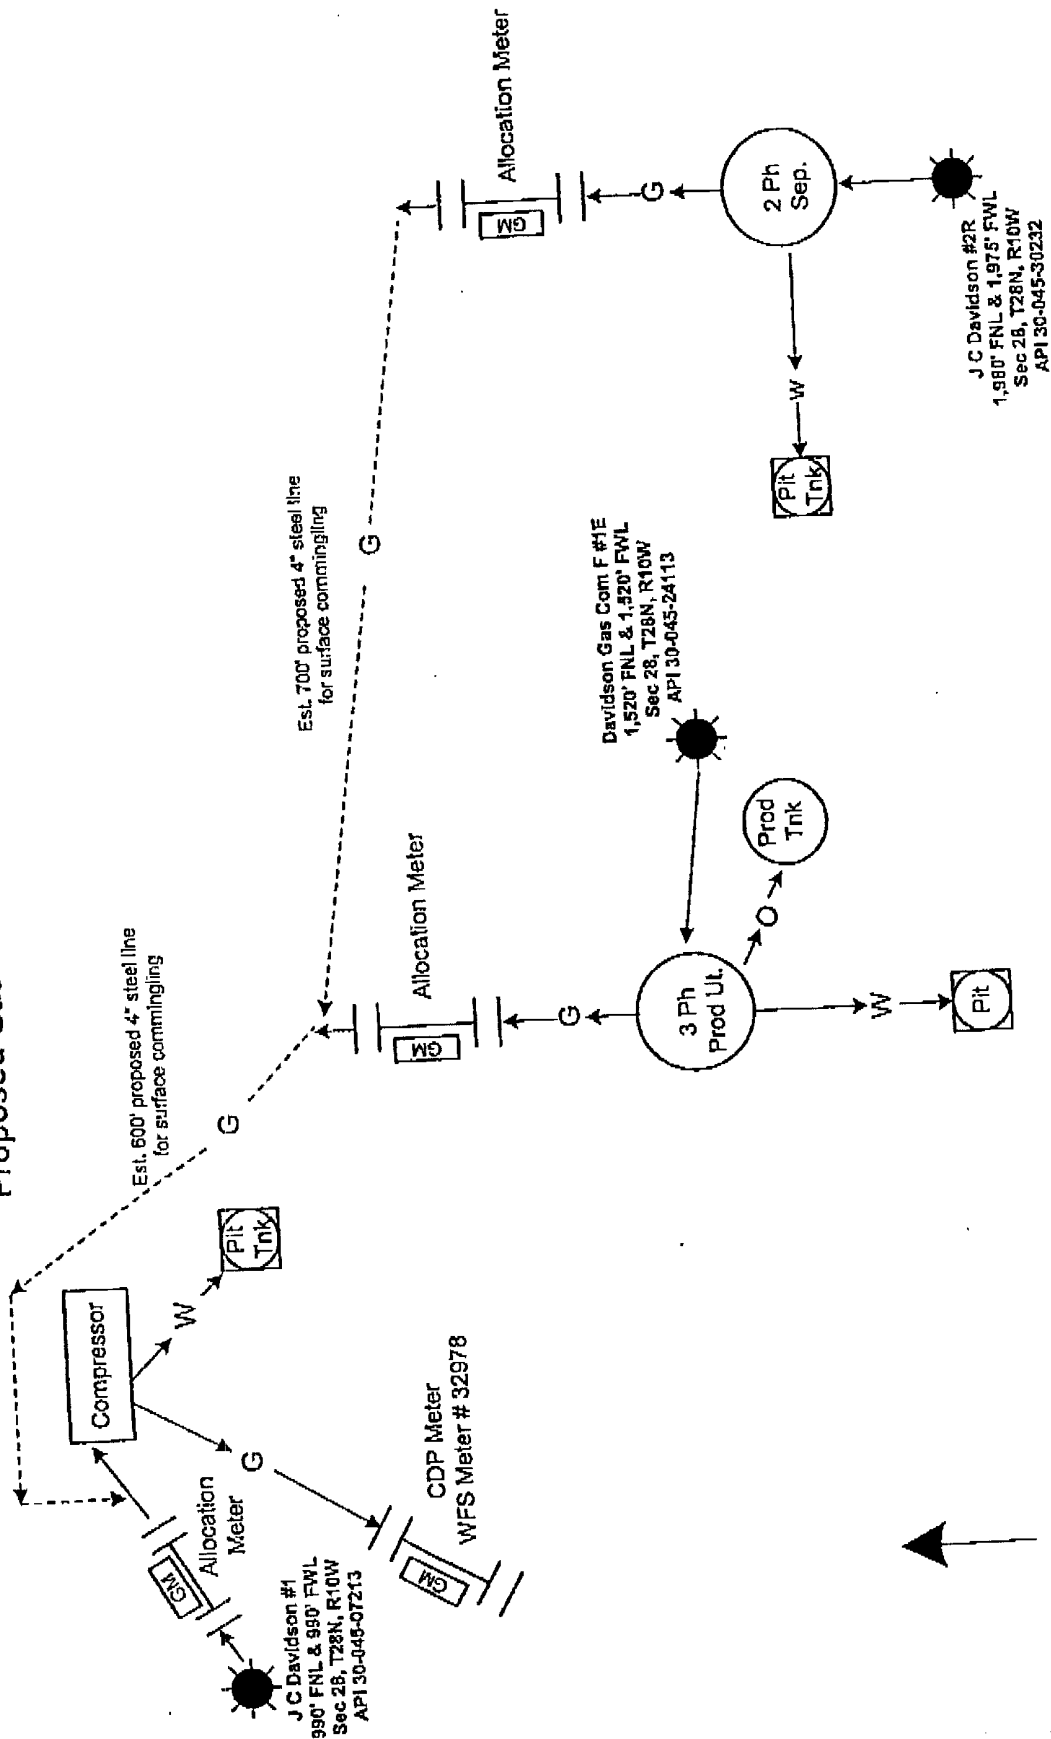 Proposed
Est. 600' proposed 4" steel line
for surface commingling
Compressor
W
Pit
Tnk
G
G
Allocation
Meter
GM
J C Davidson #1
990' FNL & 990' FWL
Sec 28, T28N, R10W
API 30-045-07213
GM
CDP Meter
WFS Meter # 32978
Est. 700' proposed 4" steel line
for surface commingling
G
Allocation Meter
GM
G
3 Ph
Prod Ut.
O
Prod
Tnk
W
Pit
Davidson Gas Com F #1E
1,520' FNL & 1,520' FWL
Sec 28, T28N, R10W
API 30-045-24113
Allocation Meter
GM
G
2 Ph
Sep.
W
Pit
Tnk
J C Davidson #2R
1,980' FNL & 1,975' FWL
Sec 28, T28N, R10W
API 30-045-30232